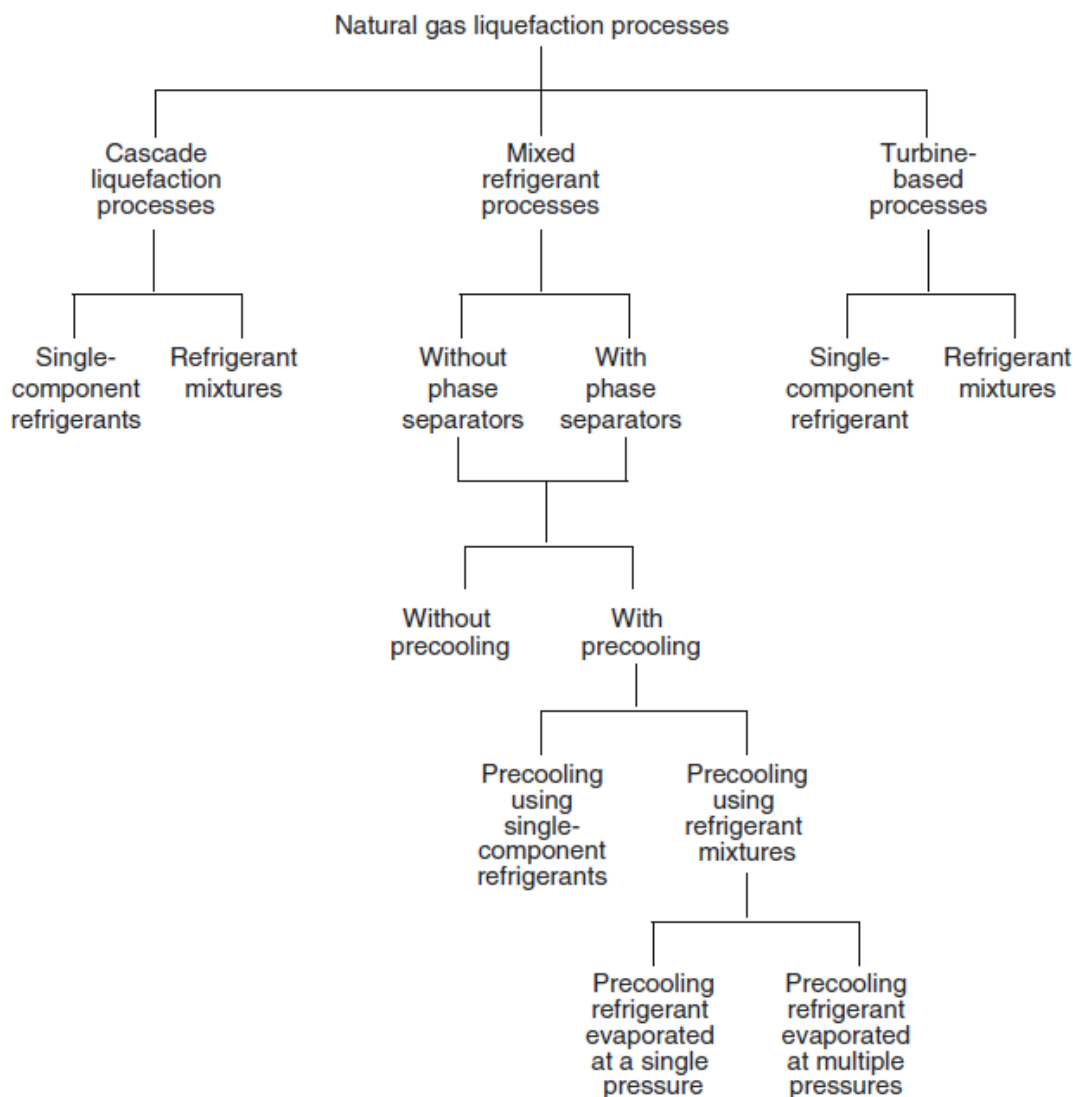 Natural gas liquefaction processes
Cascade
liquefaction
processes
Mixed
refrigerant
processes
Turbine-
based
processes
Single-
component
refrigerants
Refrigerant
mixtures
Without
phase
separators
With
phase
separators
Single-
component
refrigerant
Refrigerant
mixtures
Without
precooling
With
precooling
Precooling
using
single-
component
refrigerants
Precooling
using
refrigerant
mixtures
Precooling
refrigerant
evaporated
at a single
pressure
Precooling
refrigerant
evaporated
at multiple
pressures